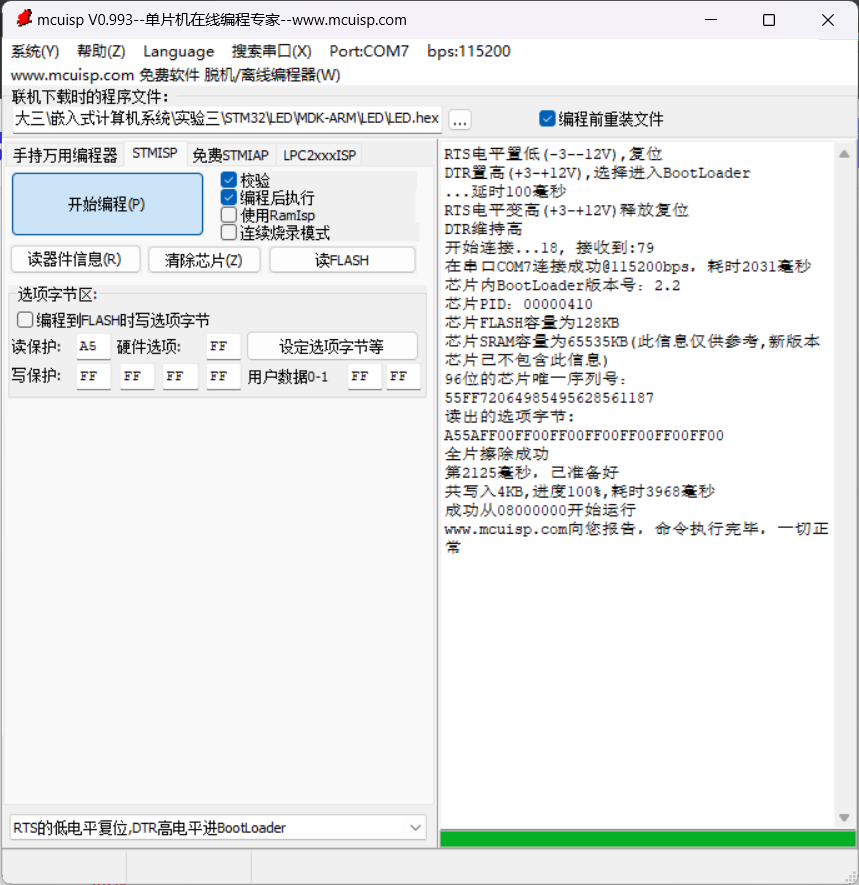 mcuisp V0.993--单片机在线编程专家--www.mcuisp.com
系统(Y) 帮助(Z) Language 搜索串口(X) Port:COM7 bps:115200
www.mcuisp.com 免费软件 脱机/离线编程器(W)
联机下载时的程序文件:
大三\嵌入式计算机系统\实验三\STM32\LED\MDK-ARM\LED\LED.hex ... 编程前重装文件
手持万用编程器 STMISP 免费STMIAP LPC2xxxISP
开始编程(P)
校验
编程后执行
使用RamIsp
连续烧录模式
读器件信息(R) 清除芯片(Z) 读FLASH
选项字节区:
编程到FLASH时写选项字节
读保护: A5 硬件选项: FF 设定选项字节等
写保护: FF FF FF FF 用户数据0-1 FF FF
RTS的低电平复位,DTR高电平进BootLoader
RTS电平置低(-3--12V),复位
DTR置高(+3-+12V),选择进入BootLoader
...延时100毫秒
RTS电平变高(+3-+12V)释放复位
DTR维持高
开始连接...18, 接收到:79
在串口COM7连接成功@115200bps, 耗时2031毫秒
芯片内BootLoader版本号: 2.2
芯片PID: 00000410
芯片FLASH容量为128KB
芯片SRAM容量为65535KB(此信息仅供参考,新版本
芯片已不包含此信息)
96位的芯片唯一序列号:
55FF72064985495628561187
读出的选项字节:
A55AFF00FF00FF00FF00FF00FF00FF00
全片擦除成功
第2125毫秒, 已准备好
共写入4KB,进度100%,耗时3968毫秒
成功从08000000开始运行
www.mcuisp.com向您报告, 命令执行完毕, 一切正
常